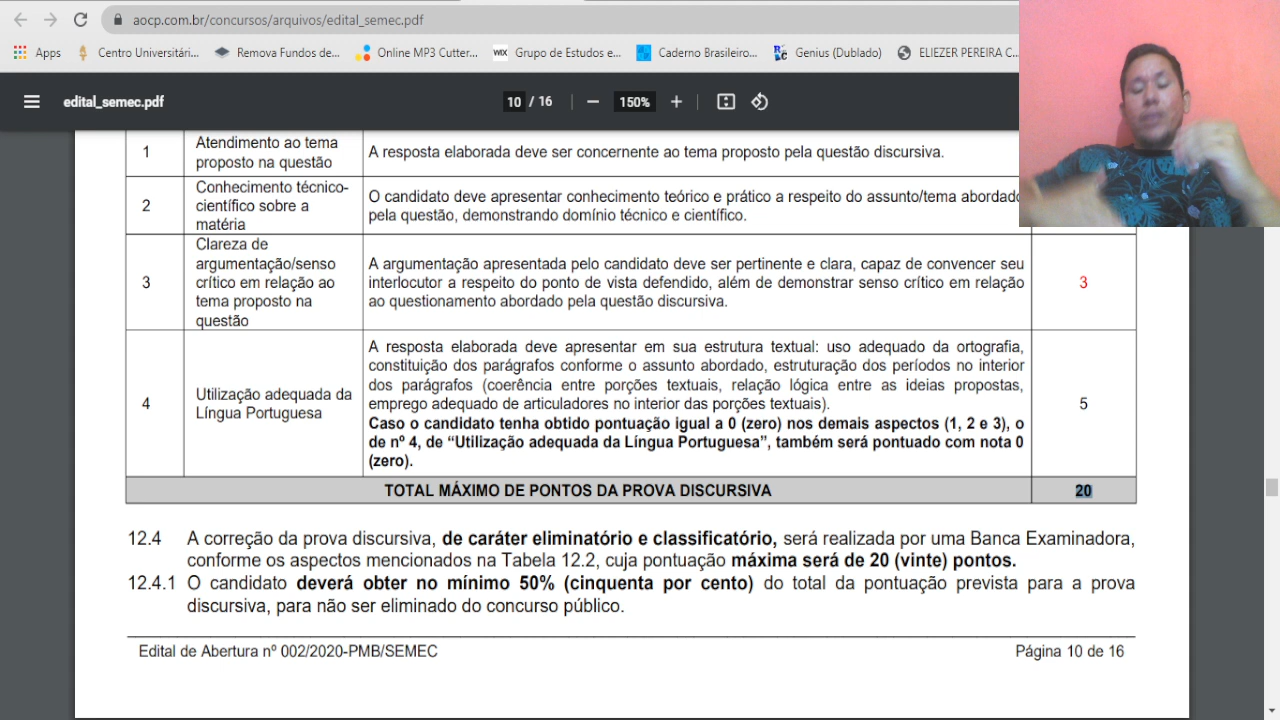 aocp.com.br/concursos/arquivos/edital_semec.pdf
Apps Centro Universitári... Remova Fundos de... Online MP3 Cutter... WIX Grupo de Estudos e... Caderno Brasileiro... Genius (Dublado) ELIEZER PEREIRA C...
edital_semec.pdf 10 / 16 150%
1
Atendimento ao tema
proposto na questão
A resposta elaborada deve ser concernente ao tema proposto pela questão discursiva.
2
Conhecimento técnico-
científico sobre a
matéria
O candidato deve apresentar conhecimento teórico e prático a respeito do assunto/tema abordado
pela questão, demonstrando domínio técnico e científico.
3
Clareza de
argumentação/senso
crítico em relação ao
tema proposto na
questão
A argumentação apresentada pelo candidato deve ser pertinente e clara, capaz de convencer seu
interlocutor a respeito do ponto de vista defendido, além de demonstrar senso crítico em relação
ao questionamento abordado pela questão discursiva.
3
4
Utilização adequada da
Língua Portuguesa
A resposta elaborada deve apresentar em sua estrutura textual: uso adequado da ortografia,
constituição dos parágrafos conforme o assunto abordado, estruturação dos períodos no interior
dos parágrafos (coerência entre porções textuais, relação lógica entre as ideias propostas,
emprego adequado de articuladores no interior das porções textuais).
Caso o candidato tenha obtido pontuação igual a 0 (zero) nos demais aspectos (1, 2 e 3), o
de nº 4, de “Utilização adequada da Língua Portuguesa”, também será pontuado com nota 0
(zero).
5
TOTAL MÁXIMO DE PONTOS DA PROVA DISCURSIVA 20
12.4 A correção da prova discursiva, de caráter eliminatório e classificatório, será realizada por uma Banca Examinadora,
conforme os aspectos mencionados na Tabela 12.2, cuja pontuação máxima será de 20 (vinte) pontos.
12.4.1 O candidato deverá obter no mínimo 50% (cinquenta por cento) do total da pontuação prevista para a prova
discursiva, para não ser eliminado do concurso público.
Edital de Abertura nº 002/2020-PMB/SEMEC Página 10 de 16